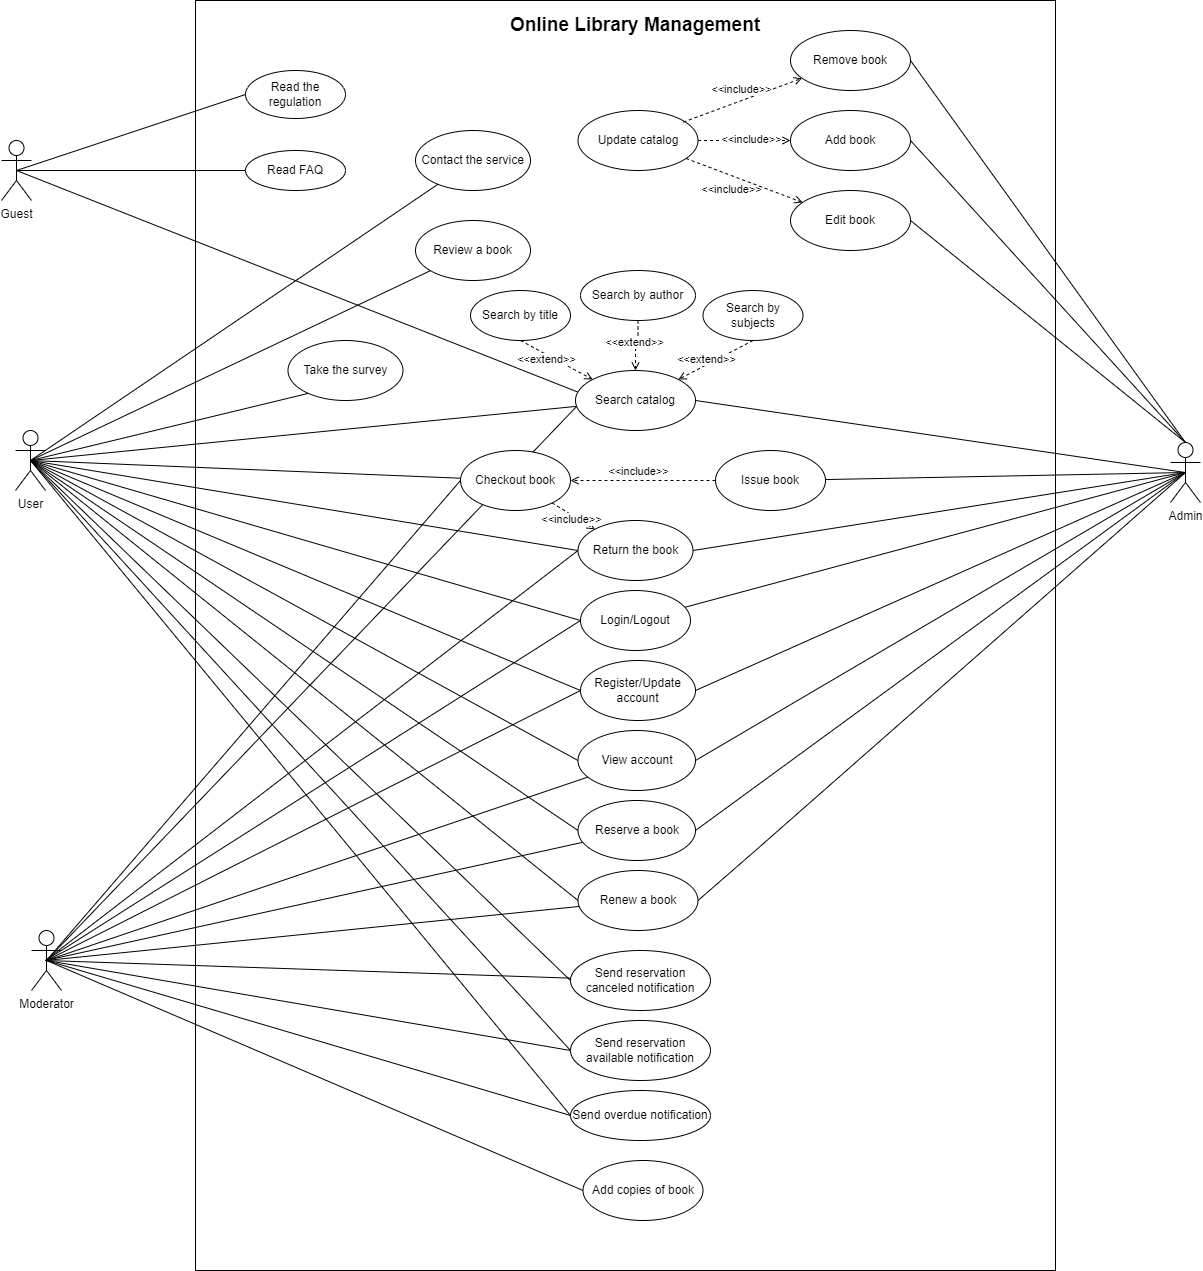 Online Library Management
Remove book
Read the
regulation
<<include>>
Update catalog
<<include>>
Add book
Contact the service
Read FAQ
<<include>>
Guest
Edit book
Review a book
Search by title
Search by author
Search by
subjects
<<extend>>
<<extend>>
<<extend>>
Take the survey
Search catalog
User
Checkout book
<<include>>
Issue book
Admin
<<include>>
Return the book
Login/Logout
Register/Update
account
View account
Reserve a book
Renew a book
Moderator
Send reservation
canceled notification
Send reservation
available notification
Send overdue notification
Add copies of book